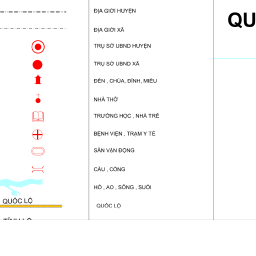 ĐỊA GIỚI HUYỆN
ĐỊA GIỚI XÃ
TRỤ SỞ UBND HUYỆN
TRỤ SỞ UBND XÃ
ĐỀN , CHÙA, ĐÌNH, MIẾU
NHÀ THỜ
TRƯỜNG HỌC , NHÀ TRẺ
BỆNH VIỆN , TRẠM Y TẾ
SÂN VẬN ĐỘNG
CẦU , CỐNG
HỒ , AO , SÔNG , SUỐI
QUỐC LỘ
QUỐC LỘ
TỈNH LỘ
QU